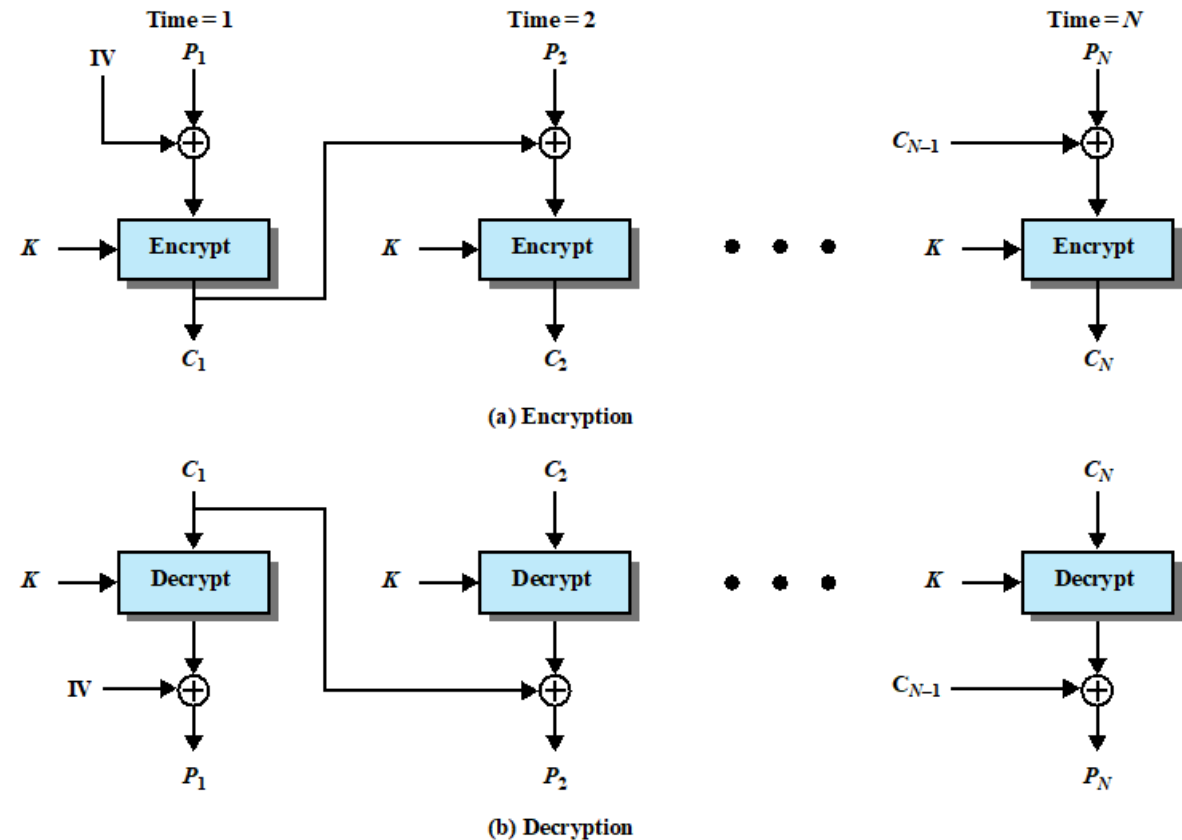 Time = 1 Time = 2 Time = N
IV P1 P2 PN
CN–1
K Encrypt K Encrypt K Encrypt
C1 C2 CN
(a) Encryption
C1 C2 CN
K Decrypt K Decrypt K Decrypt
IV CN–1
P1 P2 PN
(b) Decryption